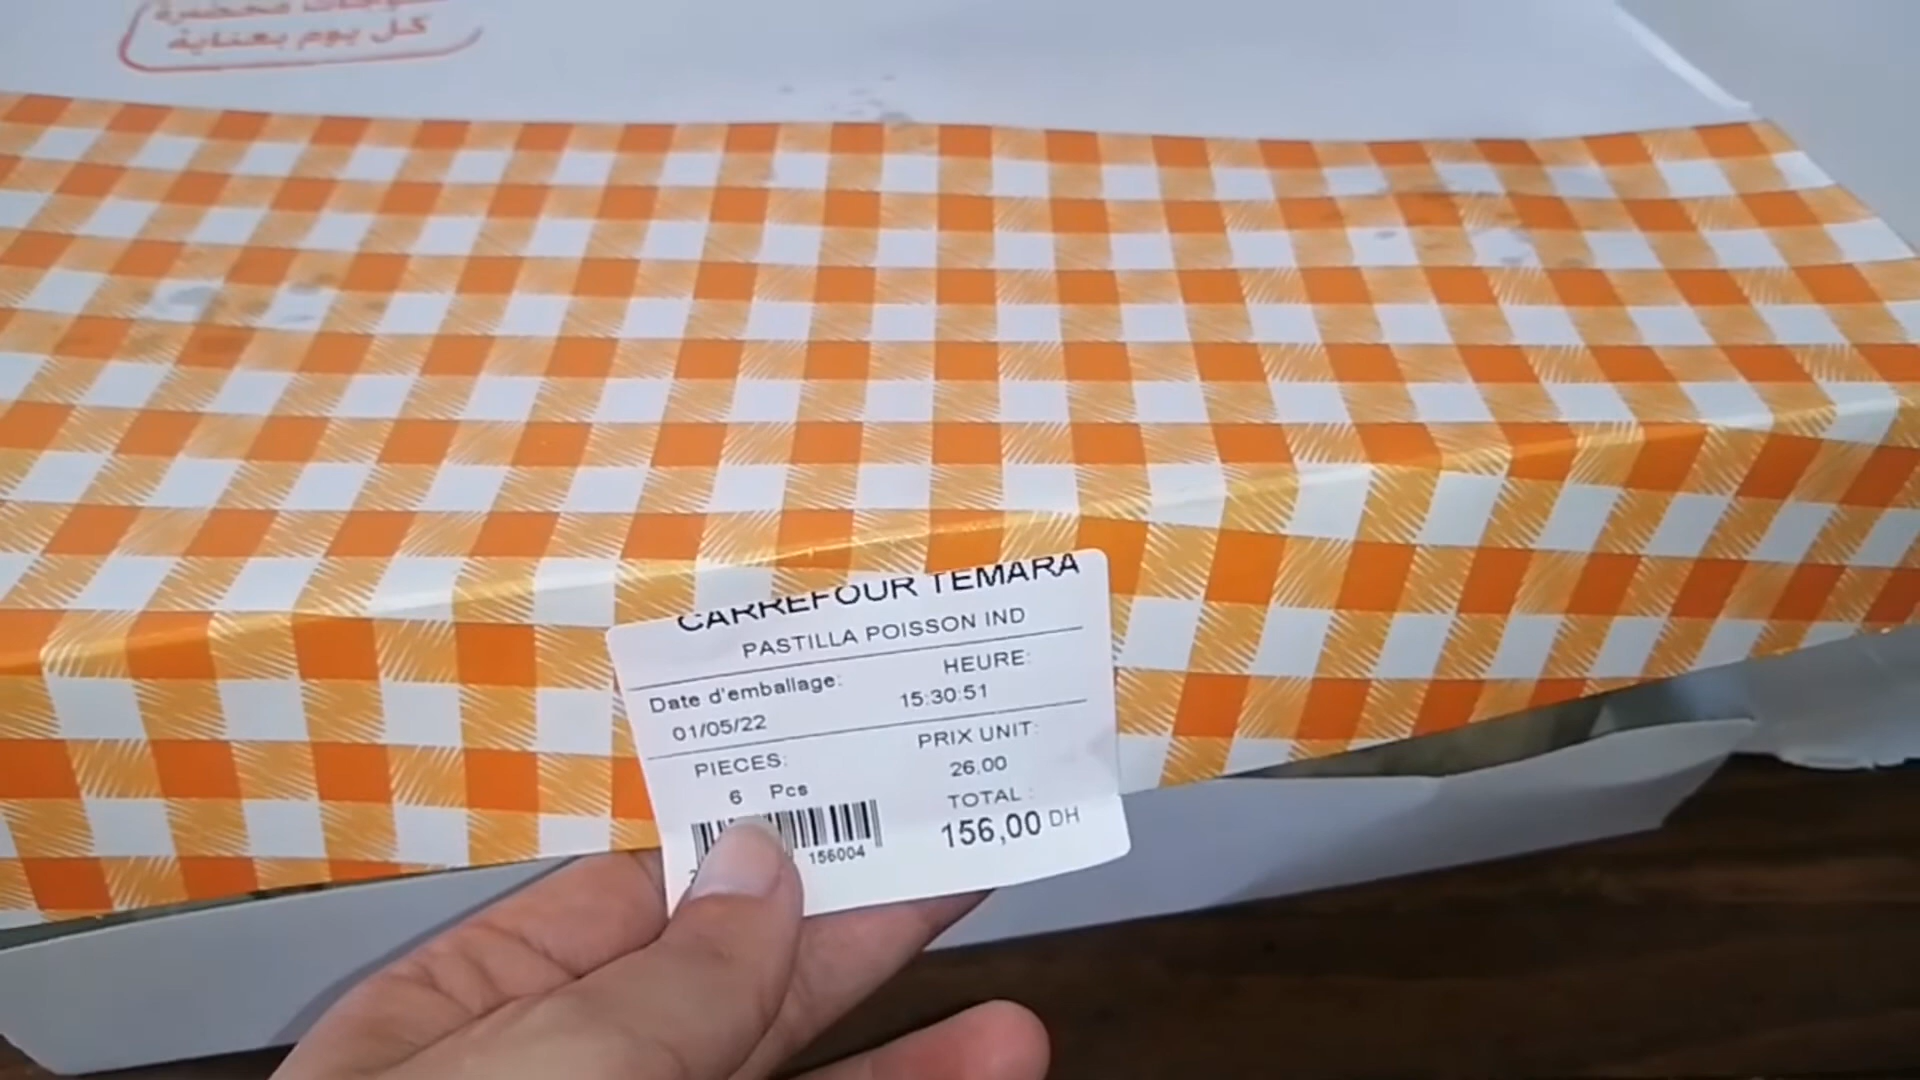 محضرة
كل يوم بعناية
CARREFOUR TEMARA
PASTILLA POISSON IND
Date d'emballage: HEURE:
01/05/22 15:30:51
PIECES: PRIX UNIT:
6 Pcs 26.00
TOTAL :
156,00 DH
156004